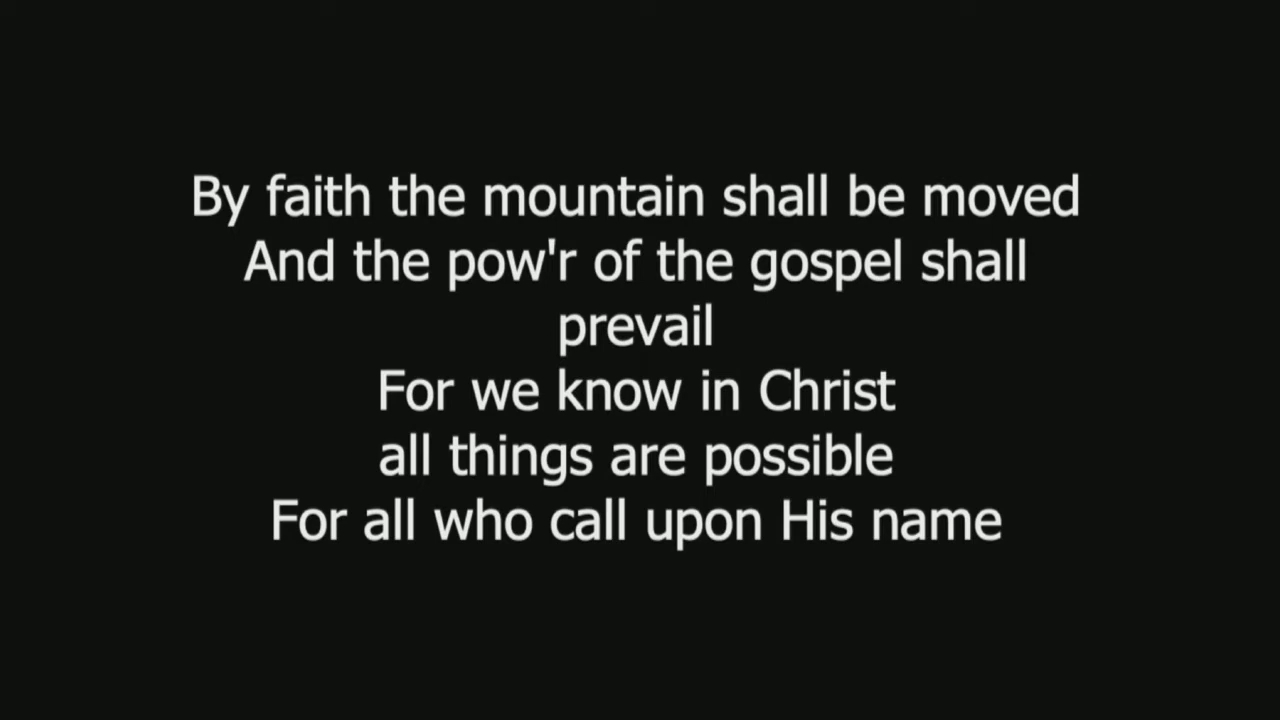 By faith the mountain shall be moved
And the pow'r of the gospel shall
prevail
For we know in Christ
all things are possible
For all who call upon His name